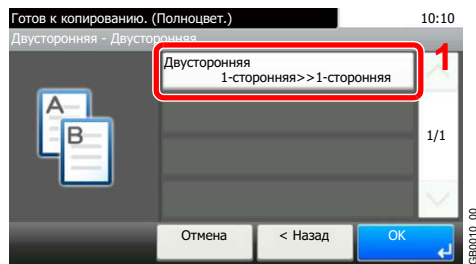 Готов к копированию. (Полноцвет.)
10:10
Двусторонняя - Двусторонняя
1
Двусторонняя
1-сторонняя>>1-сторонняя
A
B
1/1
Отмена
< Назад
OK
GB0010_00